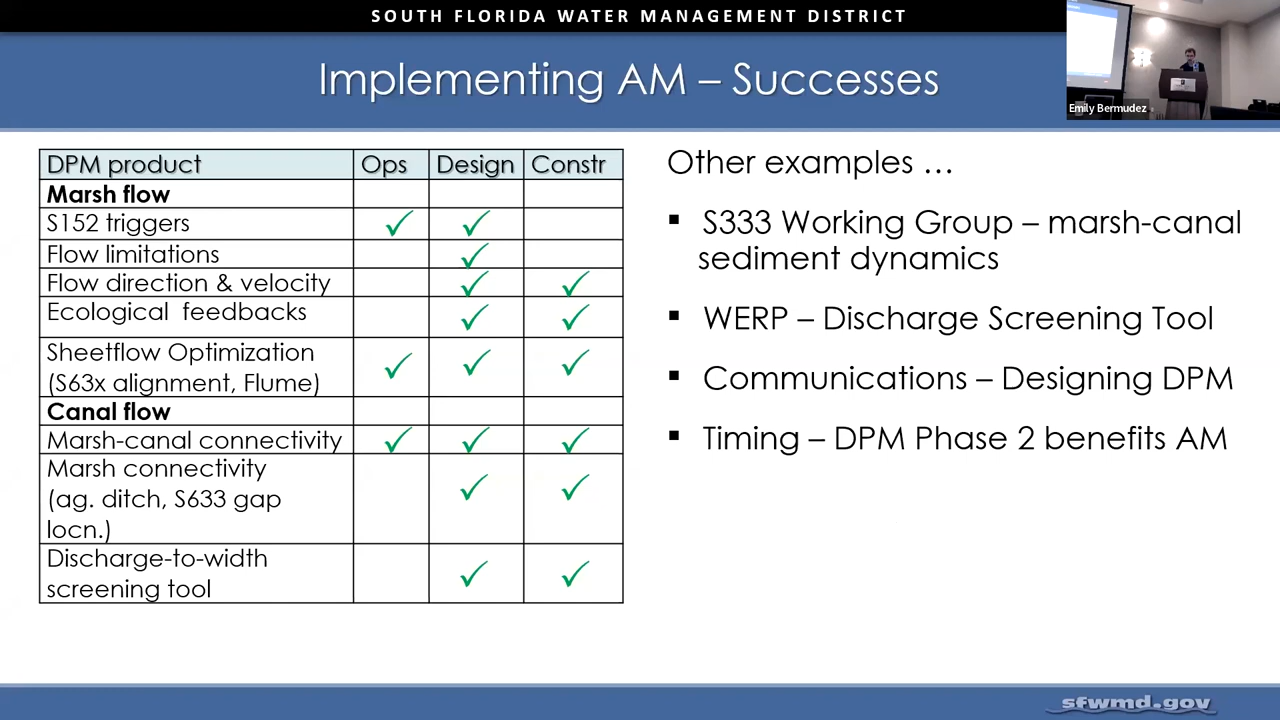 SOUTH FLORIDA WATER MANAGEMENT DISTRICT
Implementing AM – Successes
Emily Bermudez
DPM product Ops Design Constr
Marsh flow
S152 triggers ✓ ✓
Flow limitations ✓
Flow direction & velocity ✓ ✓
Ecological feedbacks ✓ ✓
Sheetflow Optimization
(S63x alignment, Flume) ✓ ✓ ✓
Canal flow
Marsh-canal connectivity ✓ ✓ ✓
Marsh connectivity
(ag. ditch, S633 gap ✓ ✓
locn.)
Discharge-to-width
screening tool ✓ ✓
Other examples …
▪ S333 Working Group – marsh-canal
sediment dynamics
▪ WERP – Discharge Screening Tool
▪ Communications – Designing DPM
▪ Timing – DPM Phase 2 benefits AM
sfwmd.gov